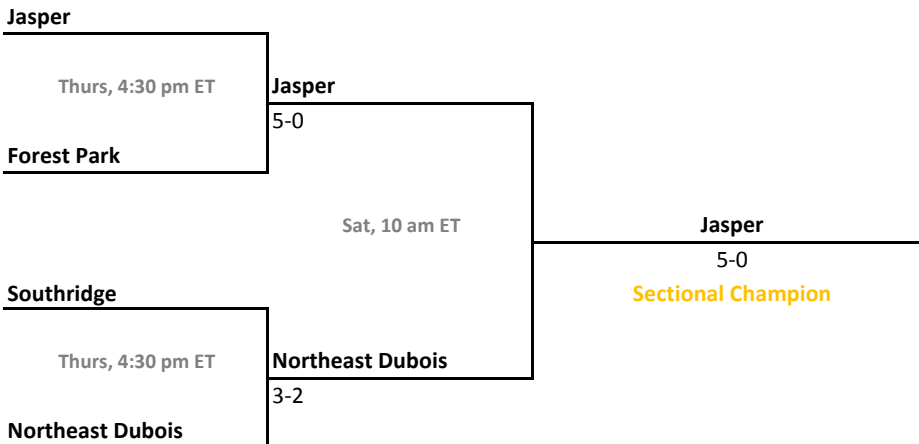 Jasper
Thurs, 4:30 pm ET
Jasper
5-0
Forest Park
Sat, 10 am ET
Jasper
5-0
Southridge
Sectional Champion
Thurs, 4:30 pm ET
Northeast Dubois
3-2
Northeast Dubois